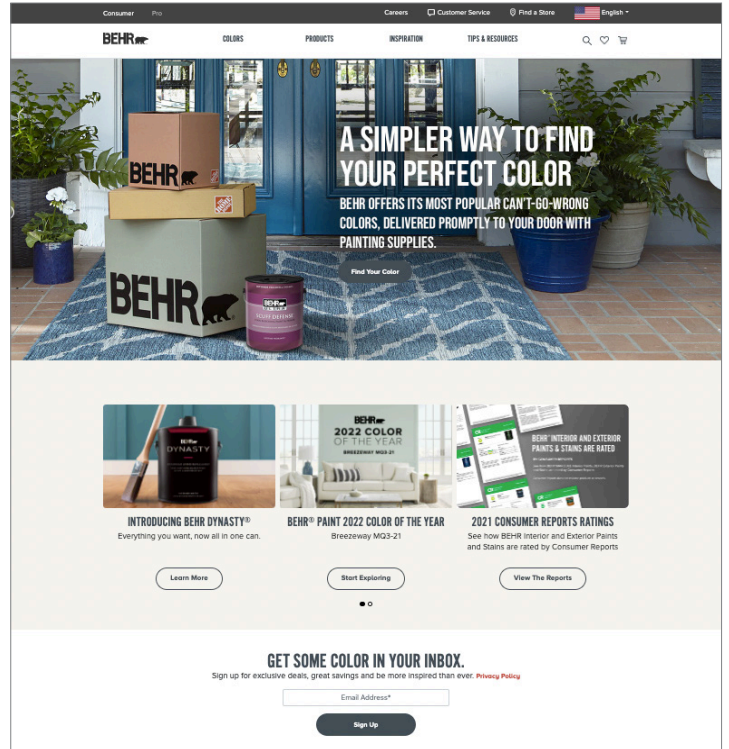 Consumer Pro Careers Customer Service Find a Store English
BEHR COLORS PRODUCTS INSPIRATION TIPS & RESOURCES
A SIMPLER WAY TO FIND
YOUR PERFECT COLOR
BEHR OFFERS ITS MOST POPULAR CAN'T-GO-WRONG
COLORS, DELIVERED PROMPTLY TO YOUR DOOR WITH
PAINTING SUPPLIES.
Find Your Color
BEHR
BEHR
BEHR
SCUFF DEFENSE
BEHR
DYNASTY
BEHR
2022 COLOR
OF THE YEAR
BREEZEWAY MQ3-21
BEHR® INTERIOR AND EXTERIOR
PAINTS & STAINS ARE RATED
INTRODUCING BEHR DYNASTY®
Everything you want, now all in one can.
Learn More
BEHR® PAINT 2022 COLOR OF THE YEAR
Breezeway MQ3-21
Start Exploring
2021 CONSUMER REPORTS RATINGS
See how BEHR Interior and Exterior Paints
and Stains are rated by Consumer Reports
View The Reports
GET SOME COLOR IN YOUR INBOX.
Sign up for exclusive deals, great savings and be more inspired than ever. Privacy Policy
Email Address*
Sign Up